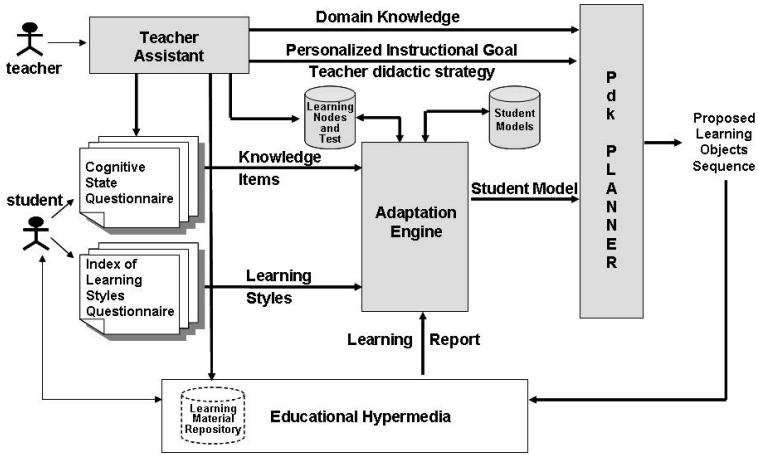 Domain Knowledge
Teacher
Assistant
teacher
Personalized Instructional Goal
Teacher didactic strategy
Pdk
PLANNER
Learning
Nodes
and
Test
Student
Models
Proposed
Learning
Objects
Sequence
Cognitive
State
Questionnaire
Knowledge
Items
student
Adaptation
Engine
Student Model
Index of
Learning
Styles
Questionnaire
Learning
Styles
Learning Report
Learning
Material
Repository
Educational Hypermedia